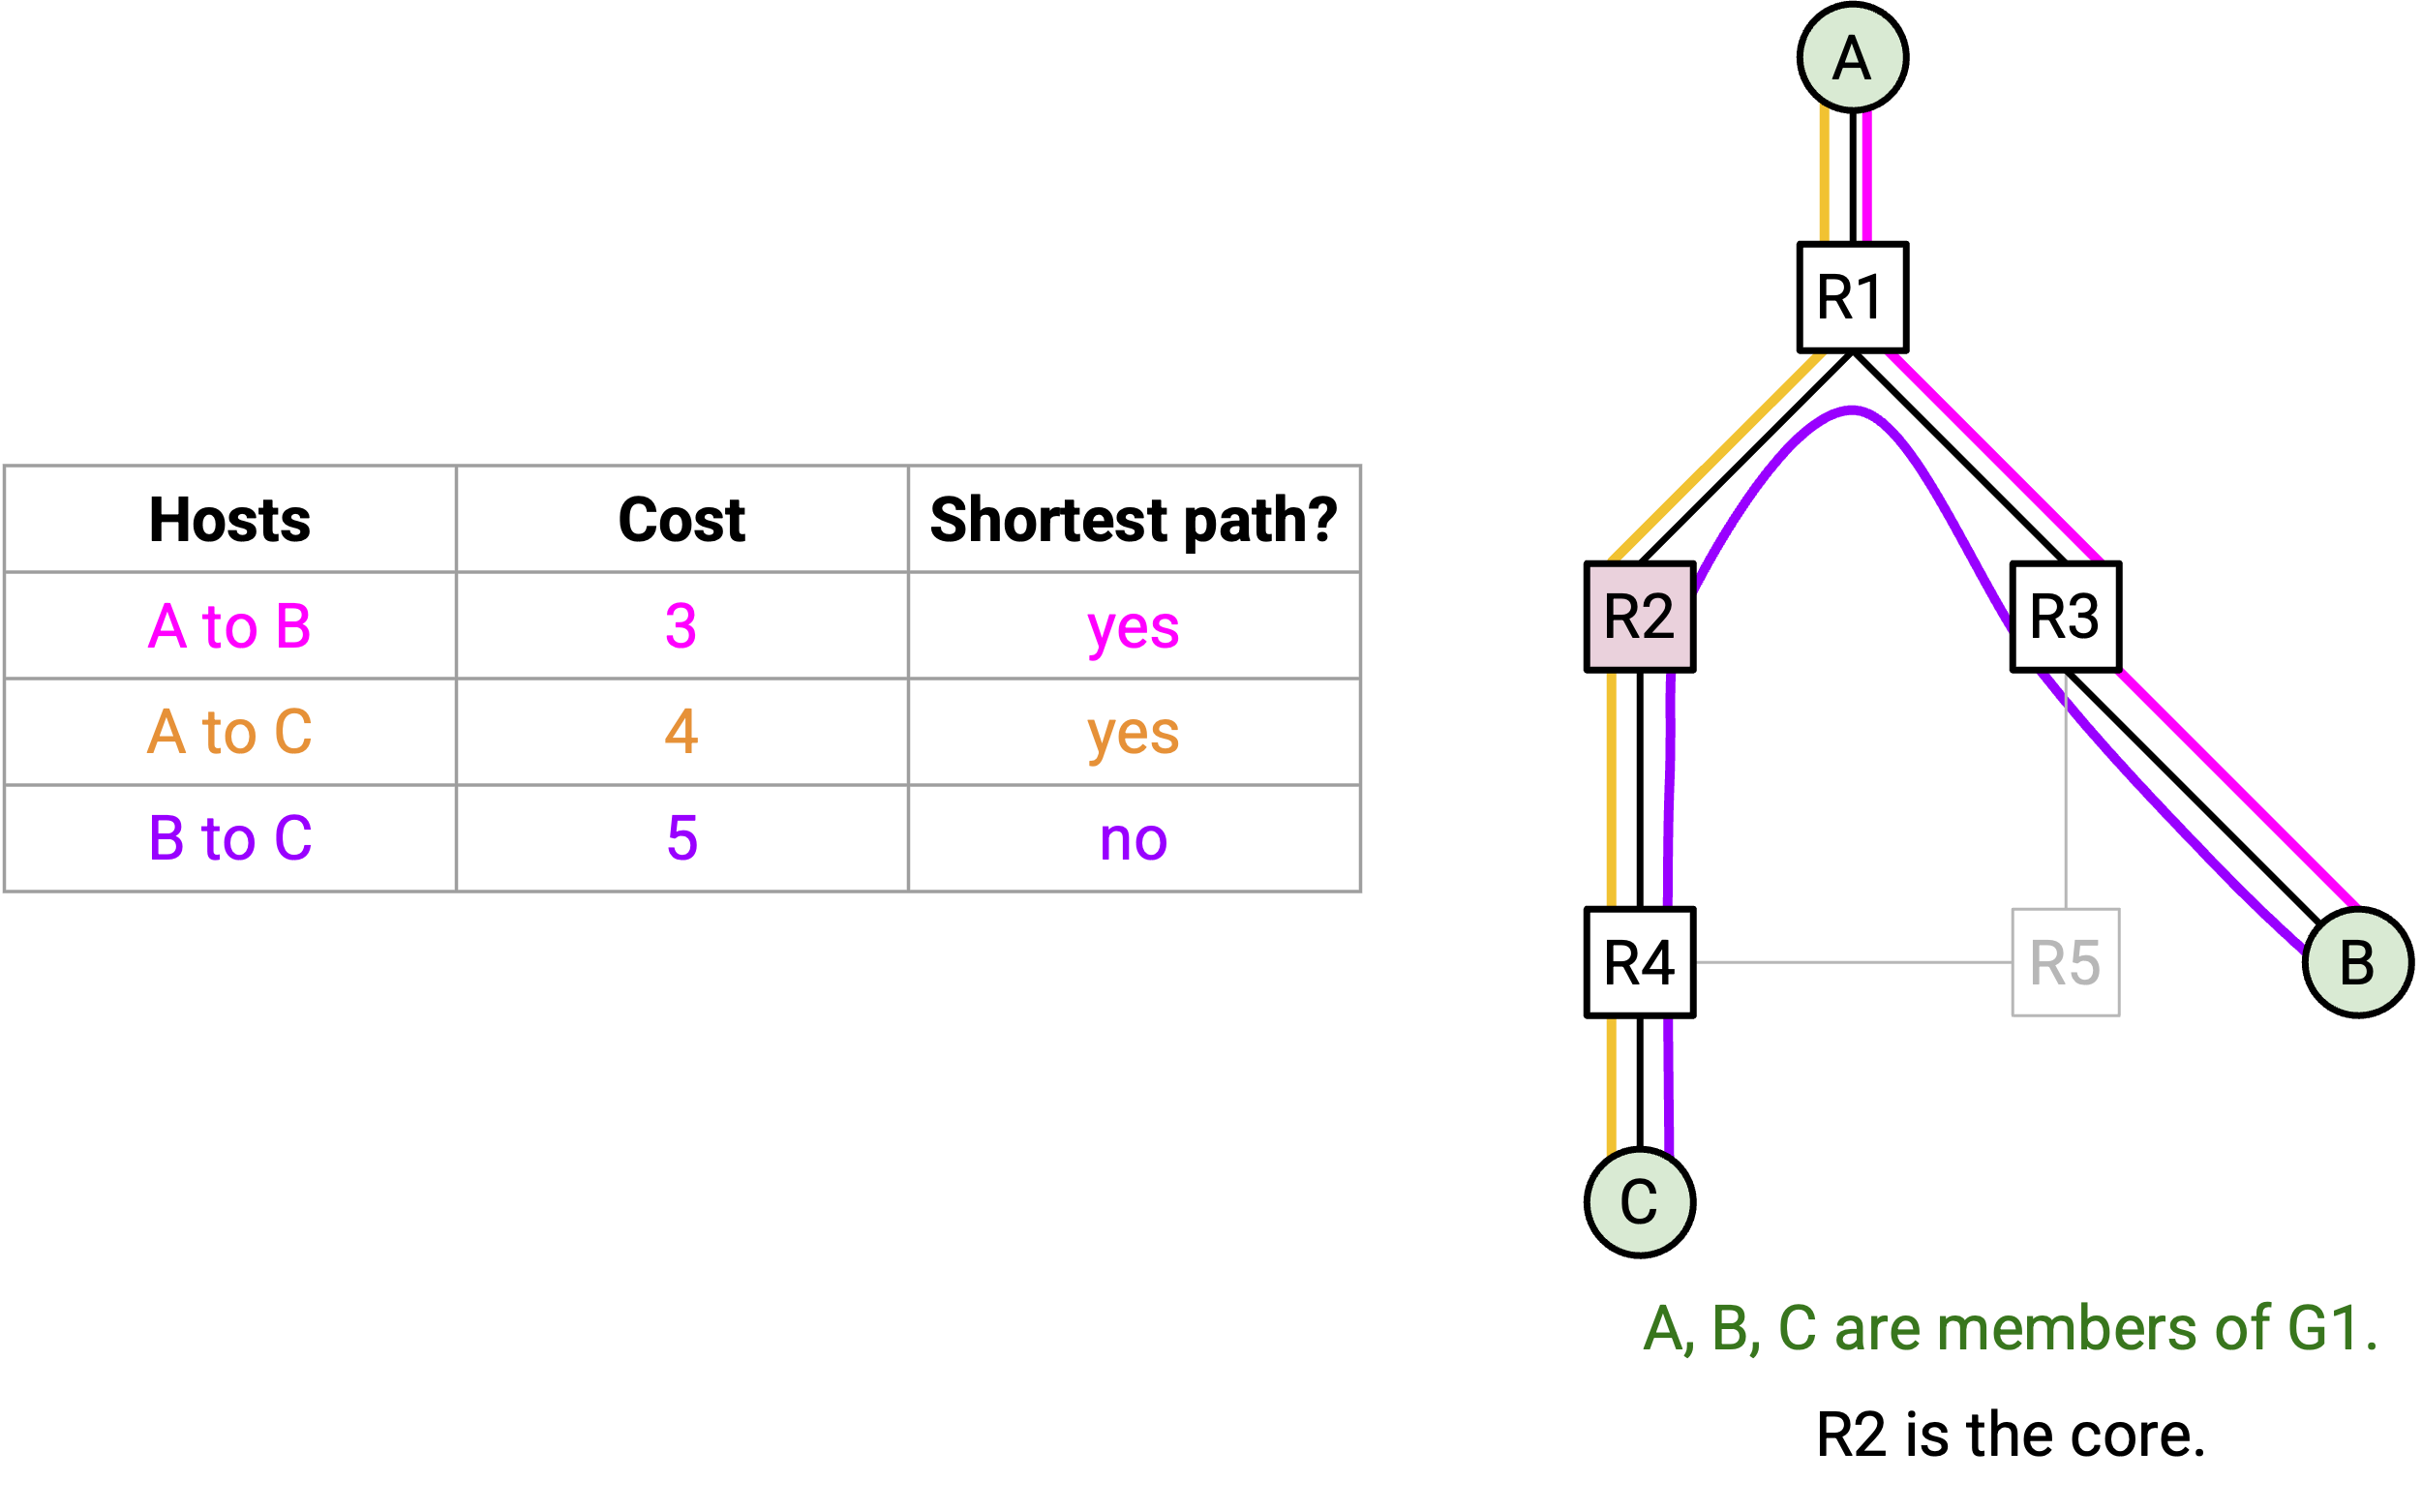 Hosts Cost Shortest path?
A to B 3 yes
A to C 4 yes
B to C 5 no
A
R1
R2 R3
R4 R5 B
C
A, B, C are members of G1.
R2 is the core.